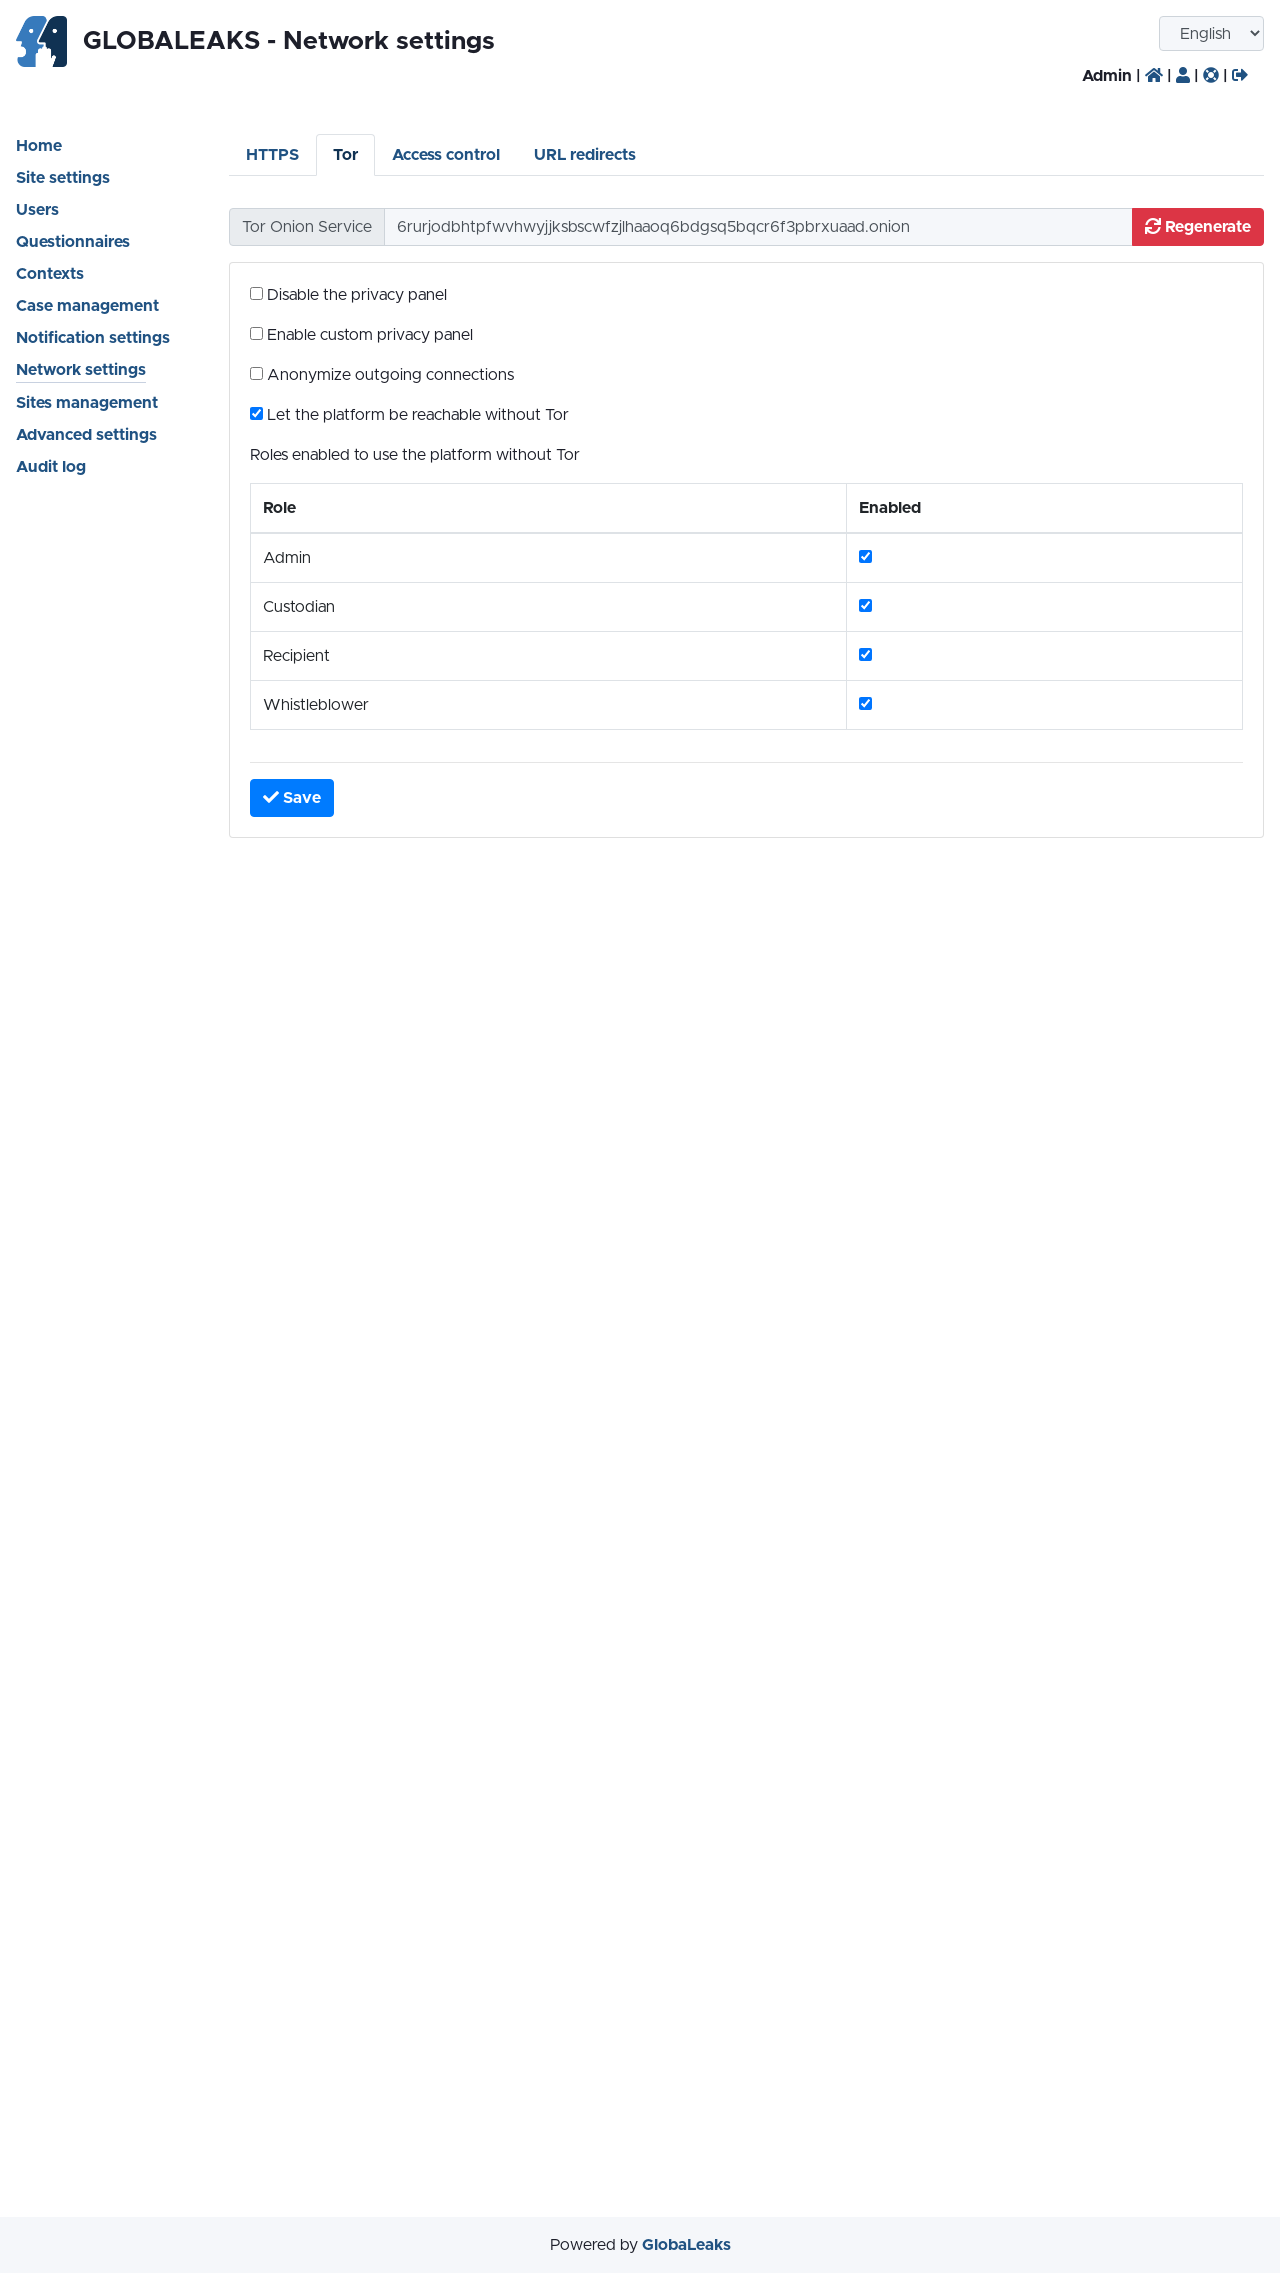 GLOBALEAKS - Network settings
English
Admin | | | |
Home
Site settings
Users
Questionnaires
Contexts
Case management
Notification settings
Network settings
Sites management
Advanced settings
Audit log
HTTPS Tor Access control URL redirects
Tor Onion Service 6rurjodbhtpfwvhwyjjksbscwfzjlhaaoq6bdgsq5bqcr6f3pbrxuaad.onion Regenerate
Disable the privacy panel
Enable custom privacy panel
Anonymize outgoing connections
Let the platform be reachable without Tor
Roles enabled to use the platform without Tor
Role Enabled
Admin
Custodian
Recipient
Whistleblower
Save
Powered by GlobaLeaks